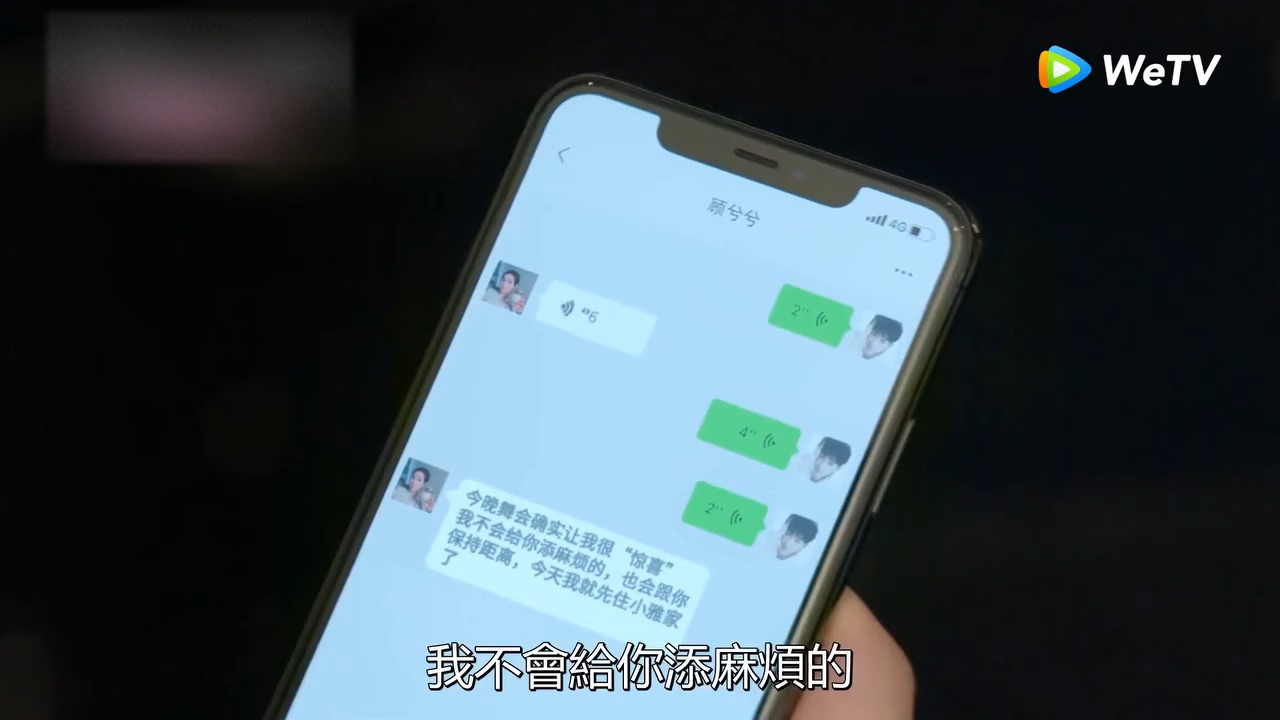 WeTV
顾兮兮
4G
6
2''
4''
2''
今晚舞会确实让我很“惊喜”
我不会给你添麻烦的，也会跟你
保持距离，今天我就先住小雅家
了
我不會給你添麻煩的